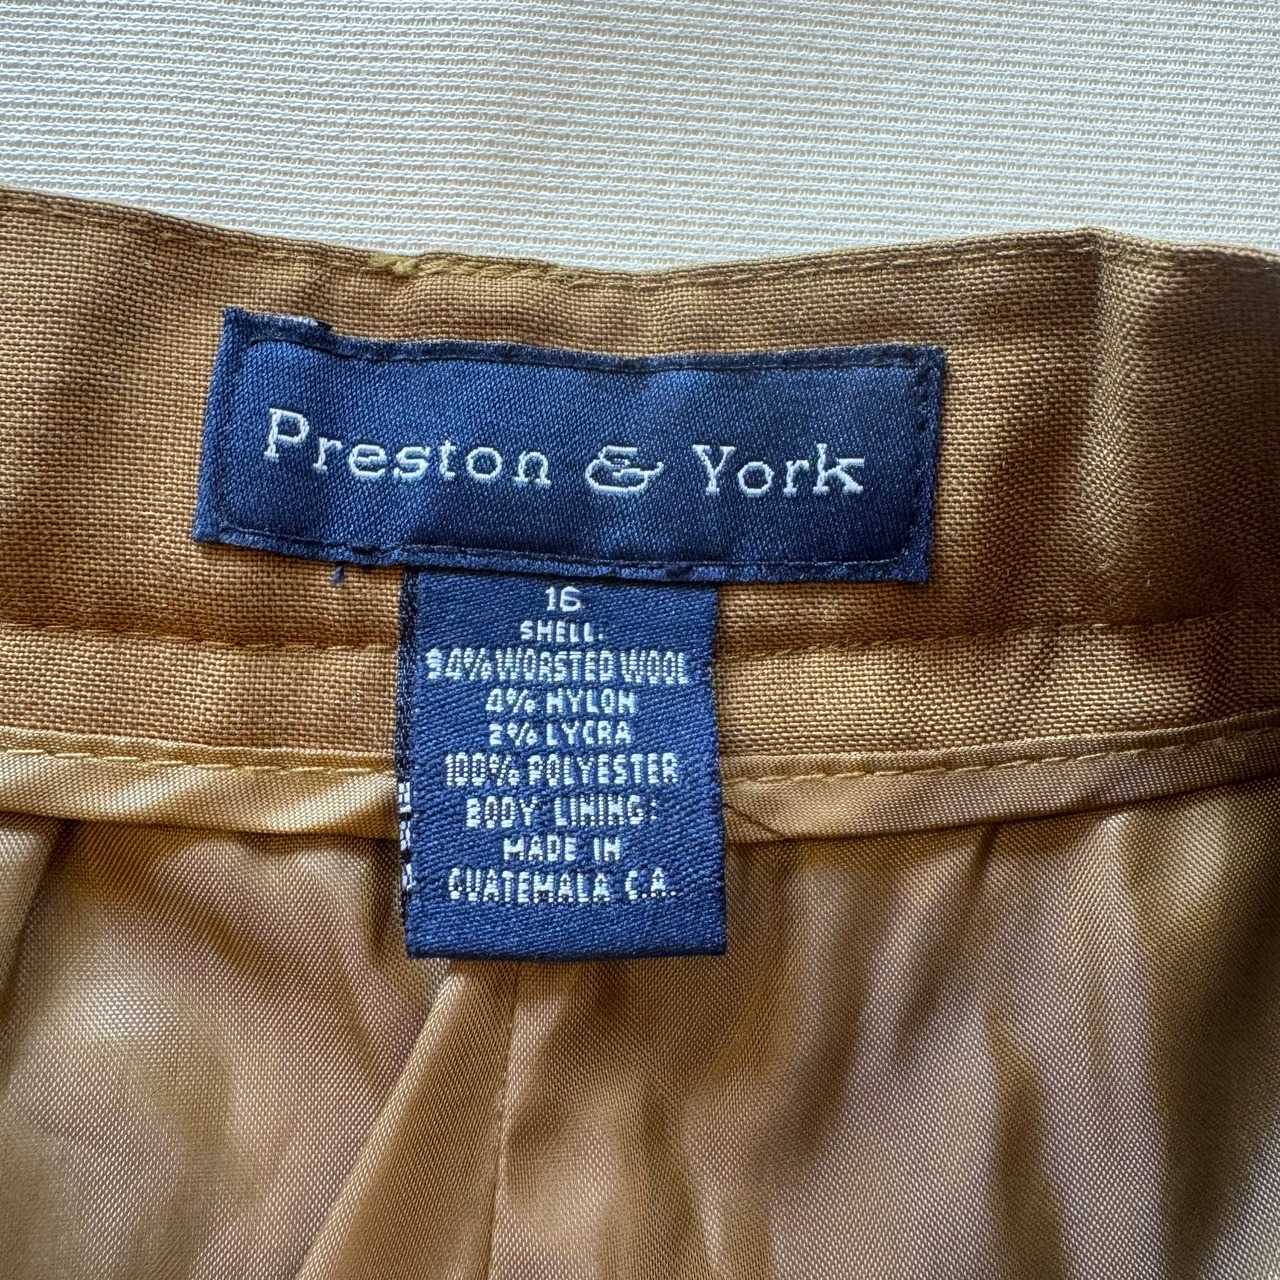 Preston & York
16
SHELL:
94% WORSTED WOOL
4% NYLON
2% LYCRA
100% POLYESTER
BODY LINING:
MADE IN
GUATEMALA C.A.